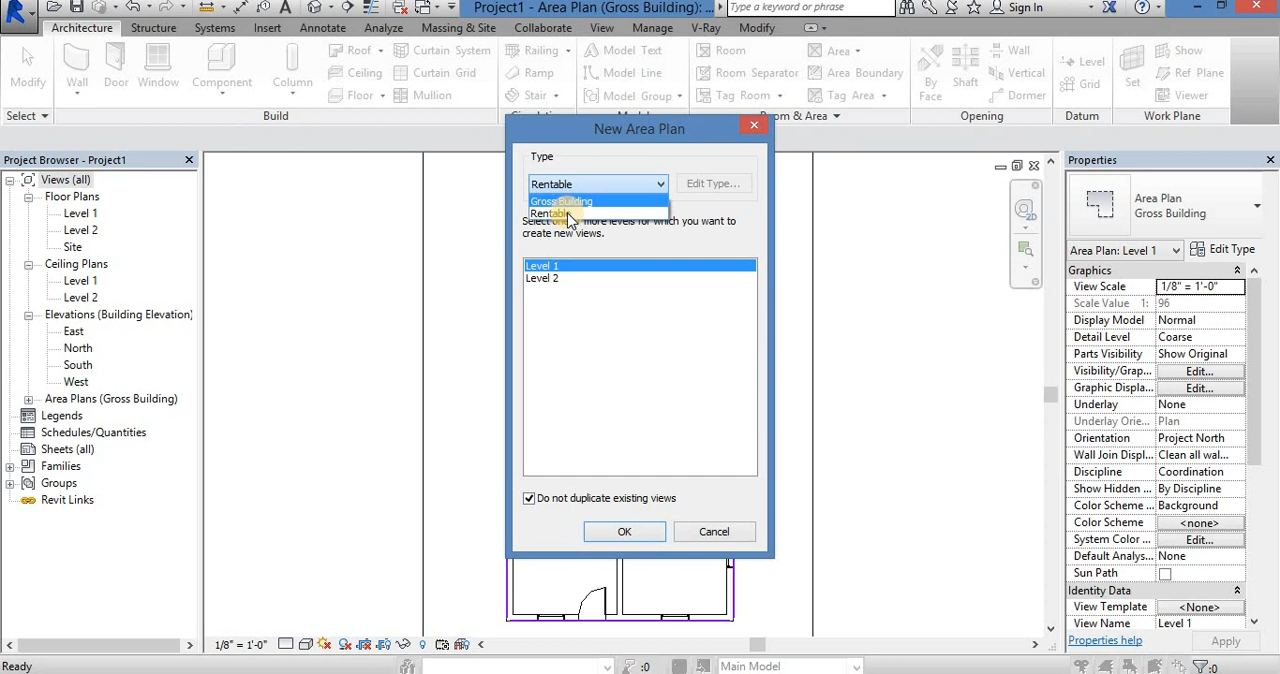 Project1 - Area Plan (Gross Building): ...
Type a keyword or phrase
Sign In
Architecture Structure Systems Insert Annotate Analyze Massing & Site Collaborate View Manage V-Ray Modify
Modify
Wall Door Window Component Column
Roof
Ceiling
Floor
Curtain System
Curtain Grid
Mullion
Railing
Ramp
Stair
Model Text
Model Line
Model Group
Room
Room Separator
Tag Room
Area
Area Boundary
Tag Area
By
Face
Shaft
Wall
Vertical
Dormer
Level
Grid
Set
Show
Ref Plane
Viewer
Select Build & Area Opening Datum Work Plane
Project Browser - Project1
Views (all)
Floor Plans
Level 1
Level 2
Site
Ceiling Plans
Level 1
Level 2
Elevations (Building Elevation)
East
North
South
West
Area Plans (Gross Building)
Legends
Schedules/Quantities
Sheets (all)
Families
Groups
Revit Links
New Area Plan
Type
Rentable
Edit Type...
Gross Building
Rentable
more levels for which you want to
create new views.
Level 1
Level 2
Do not duplicate existing views
OK Cancel
Properties
Area Plan
Gross Building
Area Plan: Level 1
Edit Type
Graphics
View Scale 1/8" = 1'-0"
Scale Value 1: 96
Display Model Normal
Detail Level Coarse
Parts Visibility Show Original
Visibility/Grap... Edit...
Graphic Displa... Edit...
Underlay None
Underlay Orie... Plan
Orientation Project North
Wall Join Displ... Clean all wal...
Discipline Coordination
Show Hidden ... By Discipline
Color Scheme ... Background
Color Scheme <none>
System Color ... Edit...
Default Analys... None
Sun Path
Identity Data
View Template <None>
View Name Level 1
Properties help Apply
1/8" = 1'-0"
Ready
:0
Main Model
:0